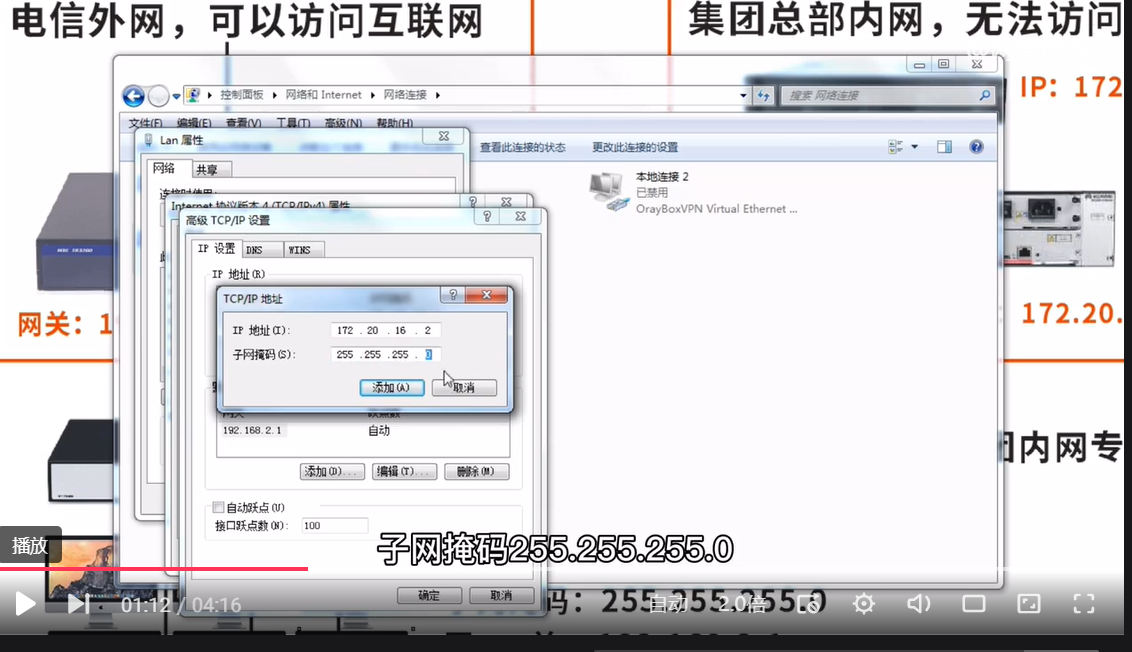 电信外网，可以访问互联网
集团总部内网，无法访问
IP：172
控制面板 ▸ 网络和 Internet ▸ 网络连接 ▸
搜索 网络连接
文件(F) 编辑(E) 查看(V) 工具(T) 高级(N) 帮助(H)
Lan 属性
查看此连接的状态 更改此连接的设置
网络 共享
本地连接 2
已禁用
OrayBoxVPN Virtual Ethernet ...
连接时使用:
Internet 协议版本 4 (TCP/IPv4) 属性
高级 TCP/IP 设置
IP 设置 DNS WINS
IP 地址(R)
TCP/IP 地址
IP 地址(I): 172 . 20 . 16 . 2
子网掩码(S): 255 .255 .255 . 0
添加(A) 取消
网关：1
172.20.
192.168.2.1 自动
内网专
添加(D)... 编辑(T)... 删除(M)
自动跃点(U)
接口跃点数(N): 100
播放
子网掩码255.255.255.0
确定 取消
码：255.255.255.0
01:12 / 04:16
自动 2.0倍